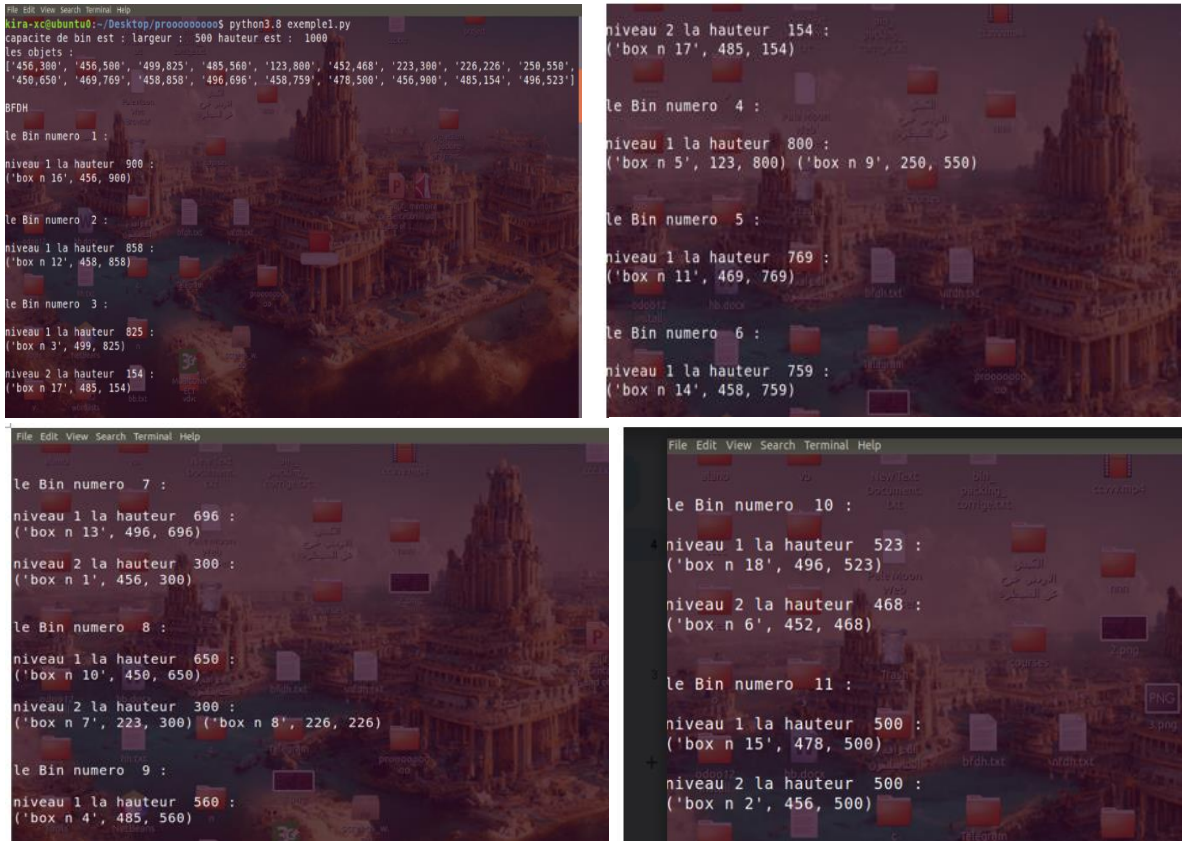 File Edit View Search Terminal Help
kira-xc@ubuntu0:~/Desktop/prooooooooo$ python3.8 exemple1.py
capacite de bin est : largeur : 500 hauteur est : 1000
les objets :
['456,300', '456,500', '499,825', '485,560', '123,800', '452,468', '223,300', '226,226', '250,550',
'450,650', '469,769', '458,858', '496,696', '458,759', '478,500', '456,900', '485,154', '496,523']
BFDH
le Bin numero 1 :
niveau 1 la hauteur 900 :
('box n 16', 456, 900)
le Bin numero 2 :
niveau 1 la hauteur 858 :
('box n 12', 458, 858)
le Bin numero 3 :
niveau 1 la hauteur 825 :
('box n 3', 499, 825)
niveau 2 la hauteur 154 :
('box n 17', 485, 154)
niveau 2 la hauteur 154 :
('box n 17', 485, 154)
le Bin numero 4 :
niveau 1 la hauteur 800 :
('box n 5', 123, 800) ('box n 9', 250, 550)
le Bin numero 5 :
niveau 1 la hauteur 769 :
('box n 11', 469, 769)
le Bin numero 6 :
niveau 1 la hauteur 759 :
('box n 14', 458, 759)
File Edit View Search Terminal Help
le Bin numero 7 :
niveau 1 la hauteur 696 :
('box n 13', 496, 696)
niveau 2 la hauteur 300 :
('box n 1', 456, 300)
le Bin numero 8 :
niveau 1 la hauteur 650 :
('box n 10', 450, 650)
niveau 2 la hauteur 300 :
('box n 7', 223, 300) ('box n 8', 226, 226)
le Bin numero 9 :
niveau 1 la hauteur 560 :
('box n 4', 485, 560)
File Edit View Search Terminal Help
le Bin numero 10 :
niveau 1 la hauteur 523 :
('box n 18', 496, 523)
niveau 2 la hauteur 468 :
('box n 6', 452, 468)
le Bin numero 11 :
niveau 1 la hauteur 500 :
('box n 15', 478, 500)
niveau 2 la hauteur 500 :
('box n 2', 456, 500)